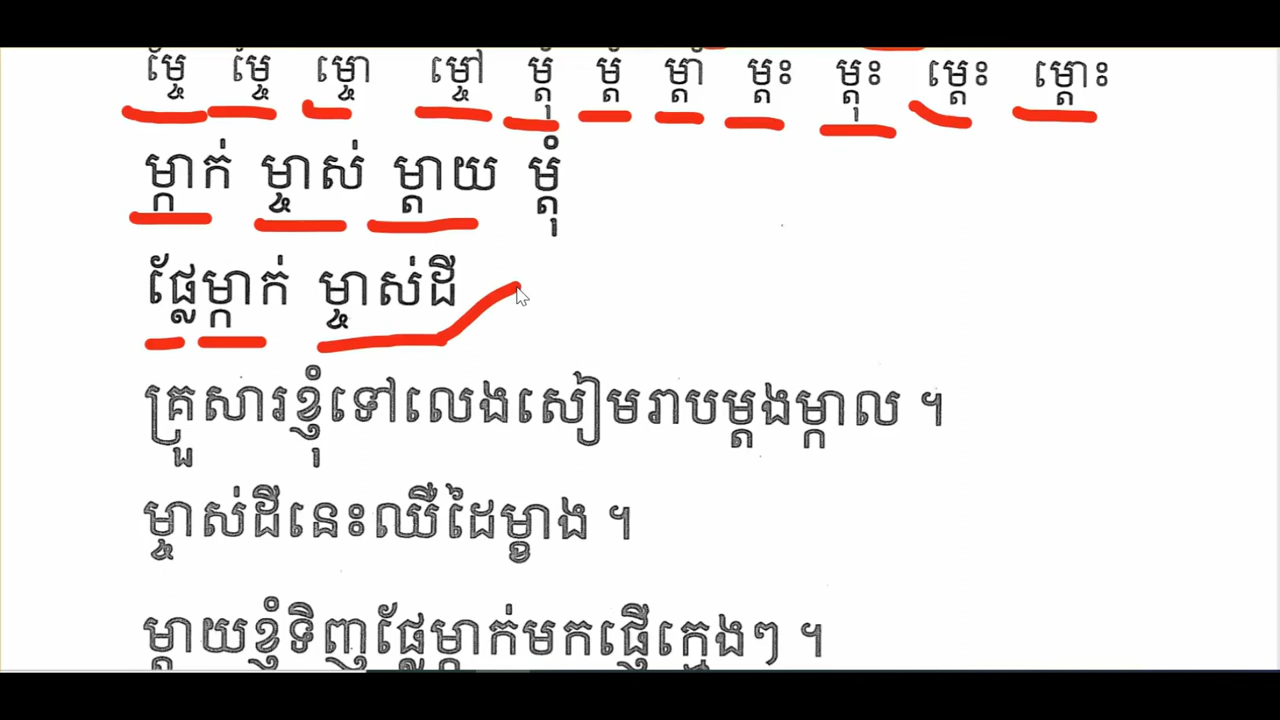 ម្ទែ ម្ទៃ ម្ទោ ម្ទៅ ម្តុំ ម្តំ ម្តាំ ម្តះ ម្តុះ ម្តេះ ម្តោះ
ម្កាក់ ម្ចាស់ ម្តាយ ម្តុំ
ផ្លែម្កាក់ ម្ចាស់ដី
គ្រួសារខ្ញុំទៅលេងសៀមរាបម្តងម្កាល ។
ម្ចាស់ដីនេះឈឺដៃម្ខាង ។
ម្តាយខ្ញុំទិញផ្លែម្កាក់មកផ្ញើក្មេងៗ ។